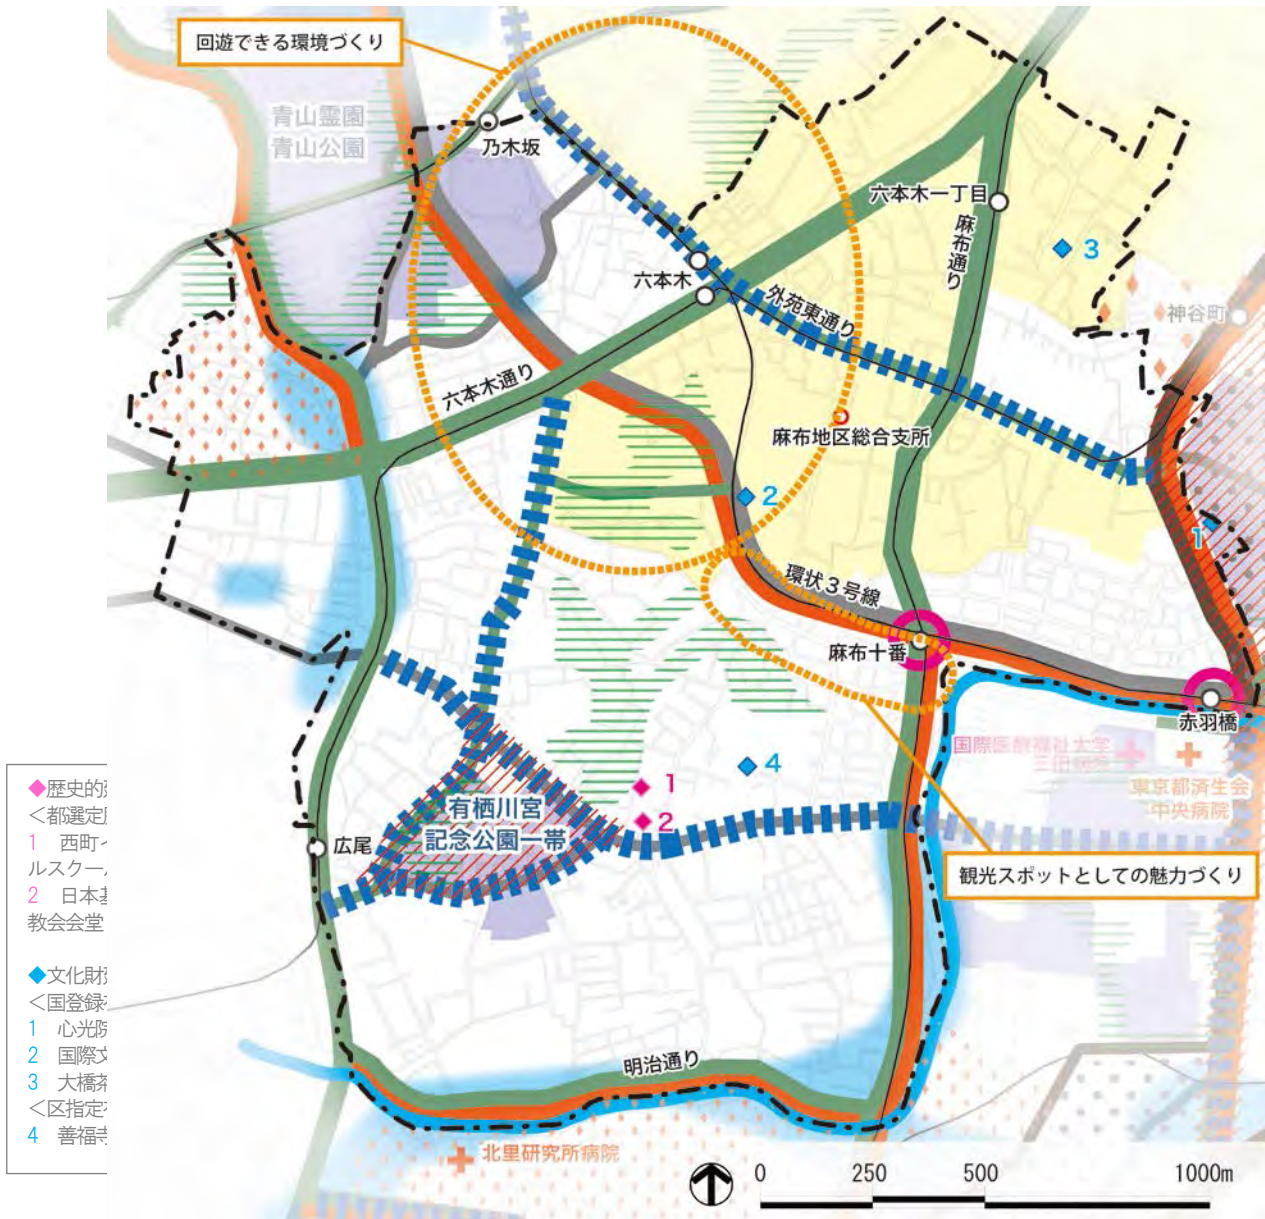 回遊できる環境づくり
青山霊園
青山公園
乃木坂
六本木一丁目
麻布通り
3
神谷町
六本木
外苑東通り
六本木通り
麻布地区総合支所
2
1
環状3号線
麻布十番
赤羽橋
国際医療福祉大学
三田病院
東京都済生会
中央病院
4
1
2
有栖川宮
記念公園一帯
広尾
観光スポットとしての魅力づくり
◆歴史的
<都選定
1 西町
ルスクール
2 日本基
教会会堂
◆文化財
<国登録
1 心光院
2 国際文
3 大橋茶
<区指定
4 善福寺
明治通り
北里研究所病院
0 250 500 1000m